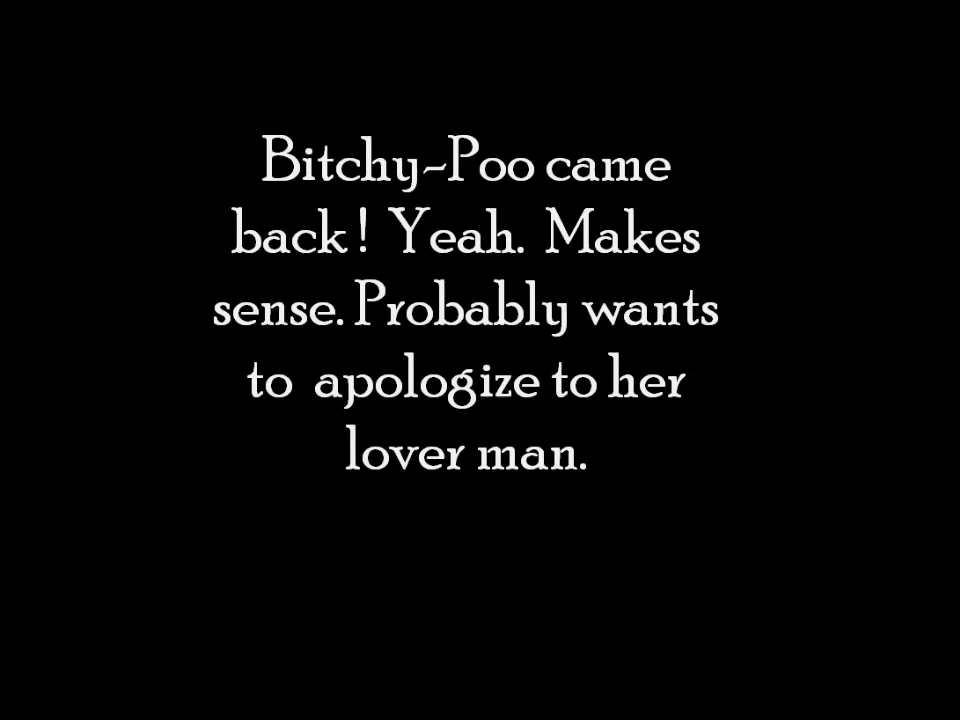 Bitchy-Poo came
back! Yeah. Makes
sense. Probably wants
to apologize to her
lover man.